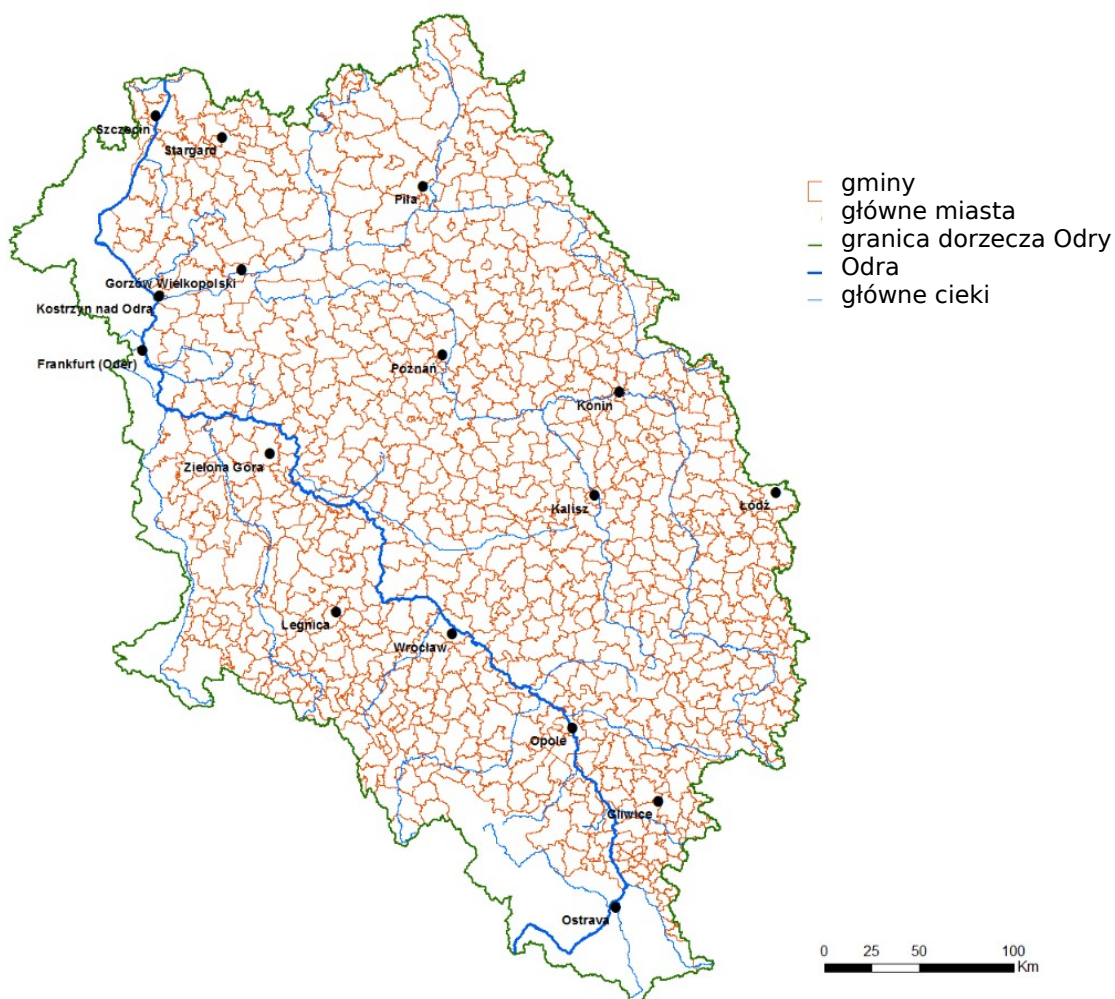 Szczecin
Stargard
Piła
Gorzów Wielkopolski
Kostrzyn nad Odrą
Frankfurt (Oder)
Poznań
Konin
Zielona Góra
Kalisz
Łódź
Legnica
Wrocław
Opole
Gliwice
Ostrava
gminy
główne miasta
granica dorzecza Odry
Odra
główne cieki
0 25 50 100
Km